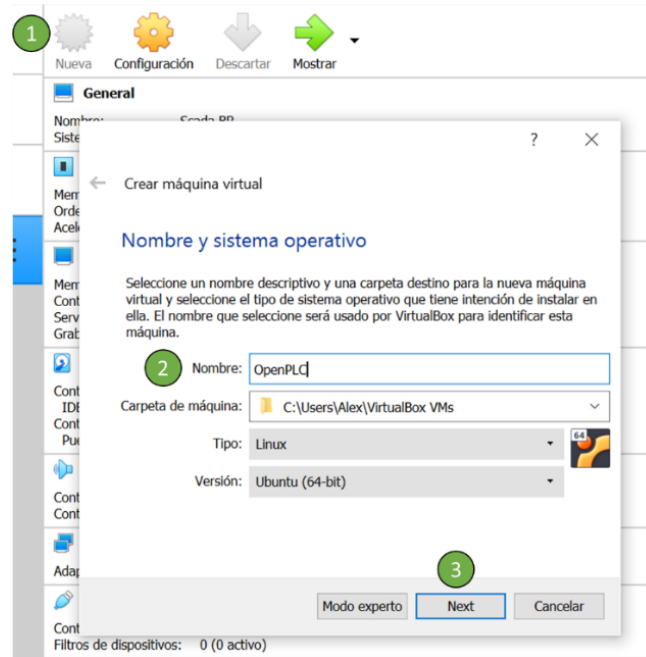 1
Nueva Configuración Descartar Mostrar
General
Nombre: Scada RP
Siste
? ×
← Crear máquina virtual
Mem
Orde
Acele
Nombre y sistema operativo
Mem
Cont
Serv
Grab
Seleccione un nombre descriptivo y una carpeta destino para la nueva máquina
virtual y seleccione el tipo de sistema operativo que tiene intención de instalar en
ella. El nombre que seleccione será usado por VirtualBox para identificar esta
máquina.
2 Nombre: OpenPLC
Cont
IDE
Cont
Pue
Carpeta de máquina: C:\Users\Alex\VirtualBox VMs
Tipo: Linux
64
Versión: Ubuntu (64-bit)
Cont
Cont
Adap
3
Modo experto Next Cancelar
Cont
Filtros de dispositivos: 0 (0 activo)